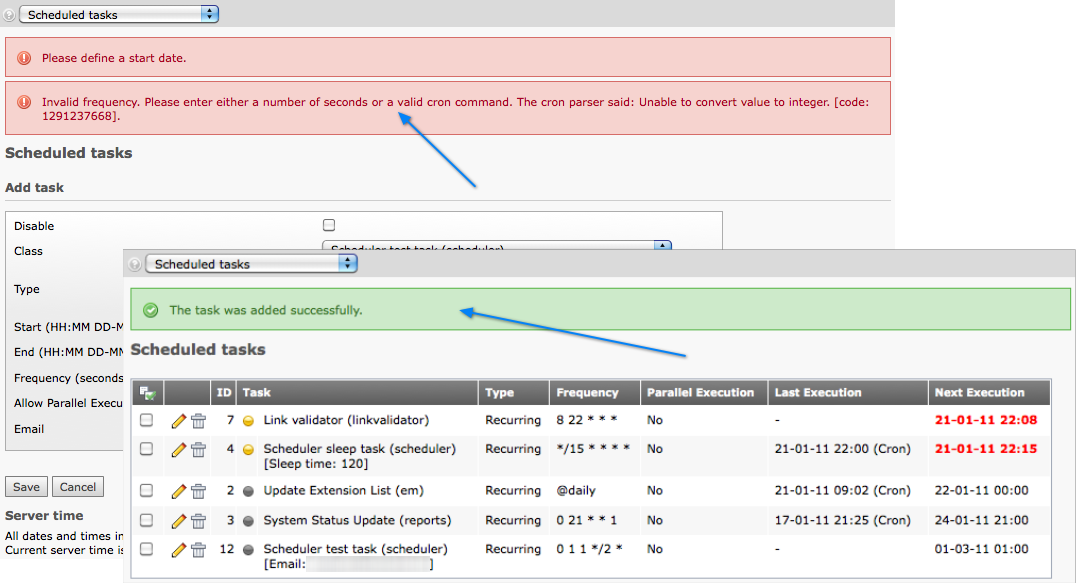 Scheduled tasks
Please define a start date.
Invalid frequency. Please enter either a number of seconds or a valid cron command. The cron parser said: Unable to convert value to integer. [code:
1291237668].
Scheduled tasks
Add task
Disable
Class
Scheduler test task (scheduler)
Type
Start (HH:MM DD-M
End (HH:MM DD-MM
Frequency (seconds
Allow Parallel Execu
Email
Save Cancel
Server time
All dates and times in
Current server time is
Scheduled tasks
The task was added successfully.
Scheduled tasks
ID Task Type Frequency Parallel Execution Last Execution Next Execution
7 Link validator (linkvalidator) Recurring 8 22 * * * No - 21-01-11 22:08
4 Scheduler sleep task (scheduler) Recurring */15 * * * * No 21-01-11 22:00 (Cron) 21-01-11 22:15
[Sleep time: 120]
2 Update Extension List (em) Recurring @daily No 21-01-11 09:02 (Cron) 22-01-11 00:00
3 System Status Update (reports) Recurring 0 21 * * 1 No 17-01-11 21:25 (Cron) 24-01-11 21:00
12 Scheduler test task (scheduler) Recurring 0 1 1 */2 * No - 01-03-11 01:00
[Email: ]